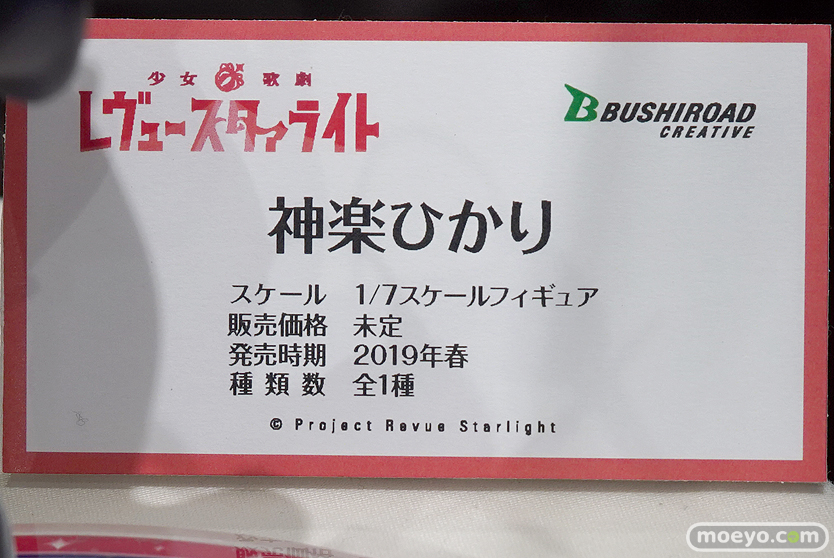 少女歌劇
レヴュースタァライト
BUSHIROAD
CREATIVE
神楽ひかり
スケール 1/7スケールフィギュア
販売価格 未定
発売時期 2019年春
種類数 全1種
© Project Revue Starlight
moeyo.com